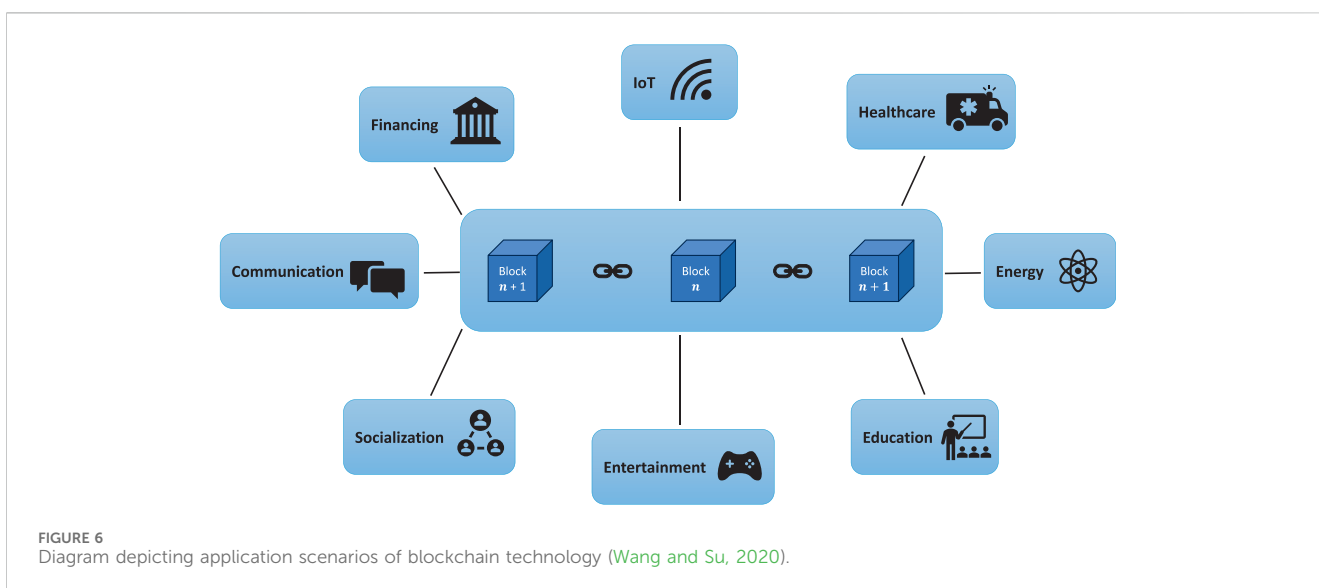 IoT
Healthcare
Financing
Communication
Block
n + 1
Block
n
Block
n + 1
Energy
Socialization
Entertainment
Education
FIGURE 6
Diagram depicting application scenarios of blockchain technology (Wang and Su, 2020).